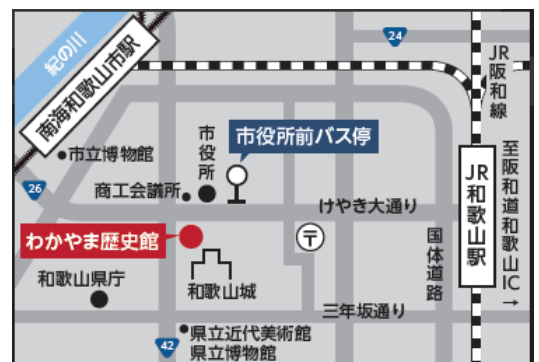 紀の川
南海和歌山市駅
24
JR阪和線
市立博物館
市役所
市役所前バス停
26
商工会議所
けやき大通り
JR和歌山駅
至阪和道和歌山IC→
わかやま歴史館
〒
国体道路
和歌山県庁
和歌山城
三年坂通り
42
県立近代美術館
県立博物館